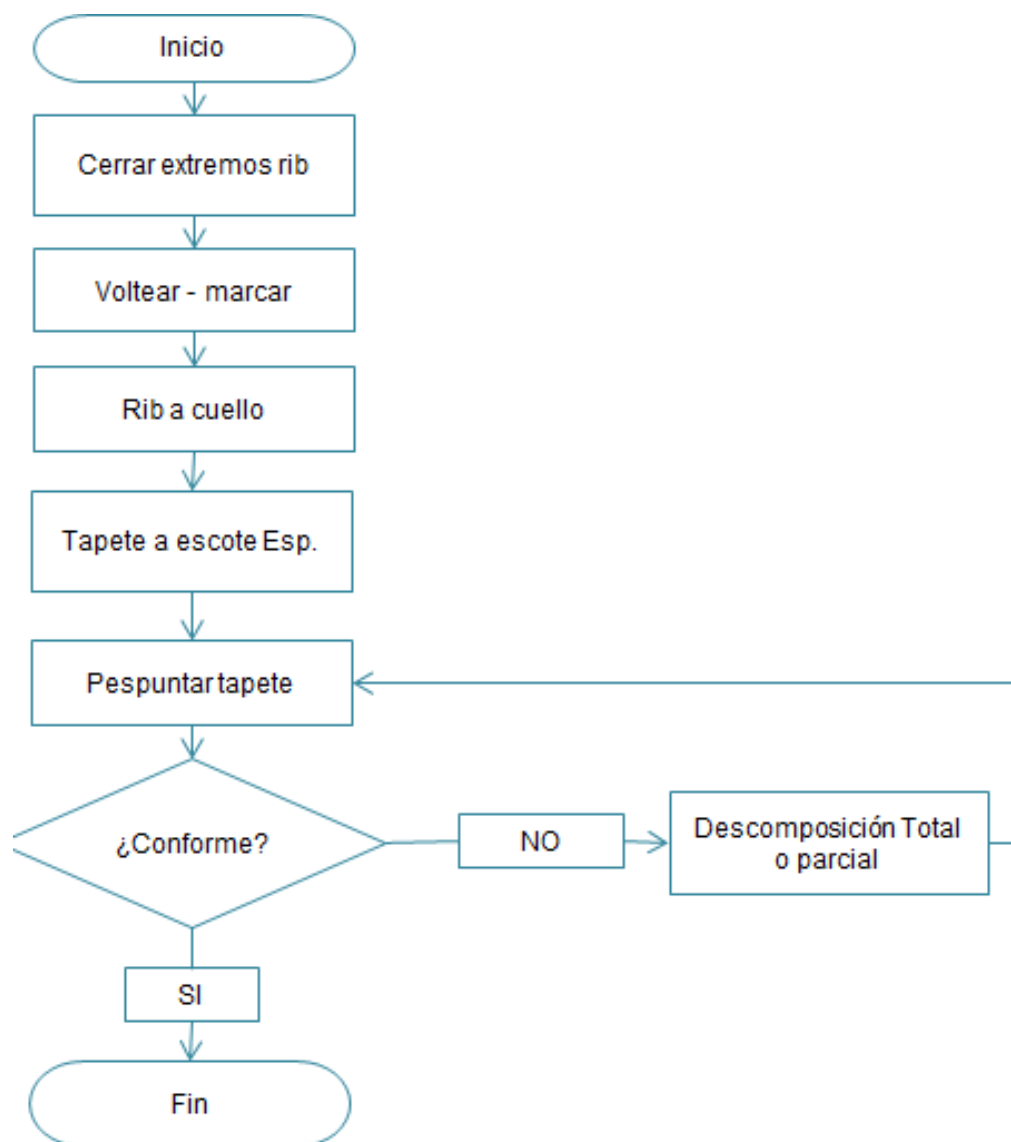 Inicio
Cerrar extremos rib
Voltear - marcar
Rib a cuello
Tapete a escote Esp.
Pespuntar tapete
¿Conforme?
NO
Descomposición Total
o parcial
SI
Fin